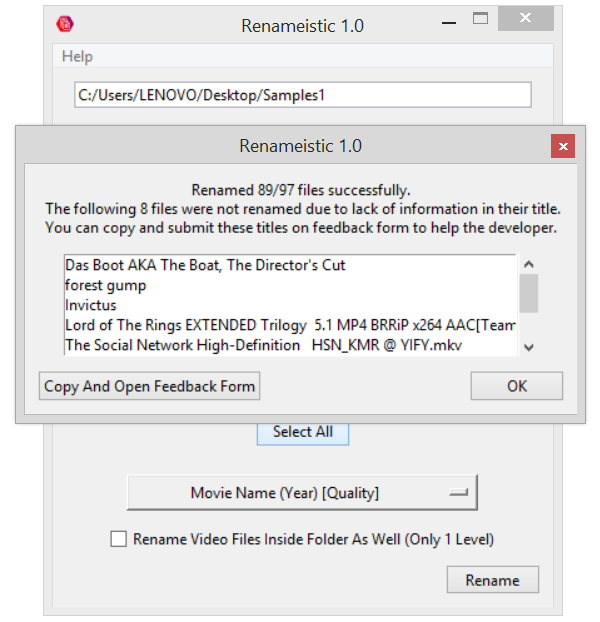 Renameistic 1.0
Help
C:/Users/LENOVO/Desktop/Samples1
Renameistic 1.0
Renamed 89/97 files successfully.
The following 8 files were not renamed due to lack of information in their title.
You can copy and submit these titles on feedback form to help the developer.
Das Boot AKA The Boat, The Director's Cut
forest gump
Invictus
Lord of The Rings EXTENDED Trilogy  5.1 MP4 BRRiP x264 AAC[Team
The Social Network High-Definition   HSN_KMR @ YIFY.mkv
Copy And Open Feedback Form
OK
Select All
Movie Name (Year) [Quality]
Rename Video Files Inside Folder As Well (Only 1 Level)
Rename